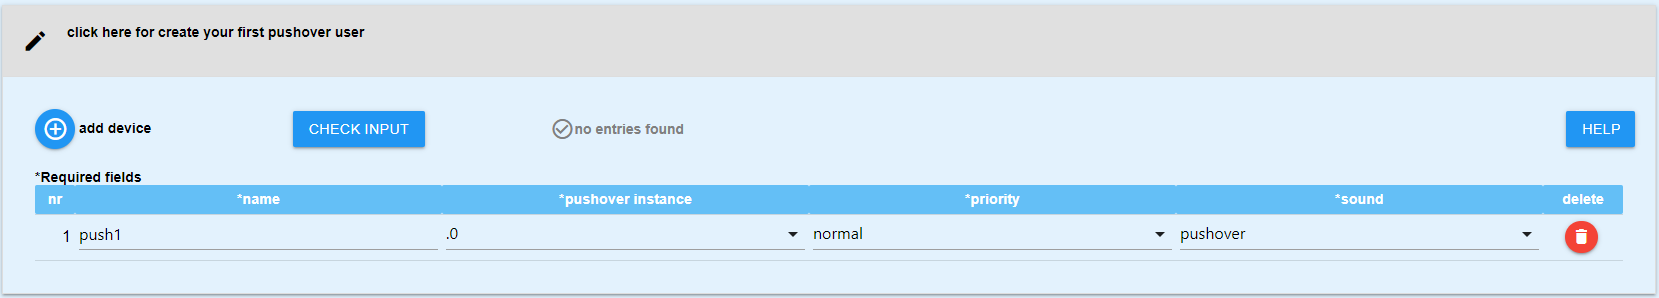 click here for create your first pushover user
add device CHECK INPUT no entries found HELP
*Required fields
nr *name *pushover instance *priority *sound delete
1 push1 .0 normal pushover